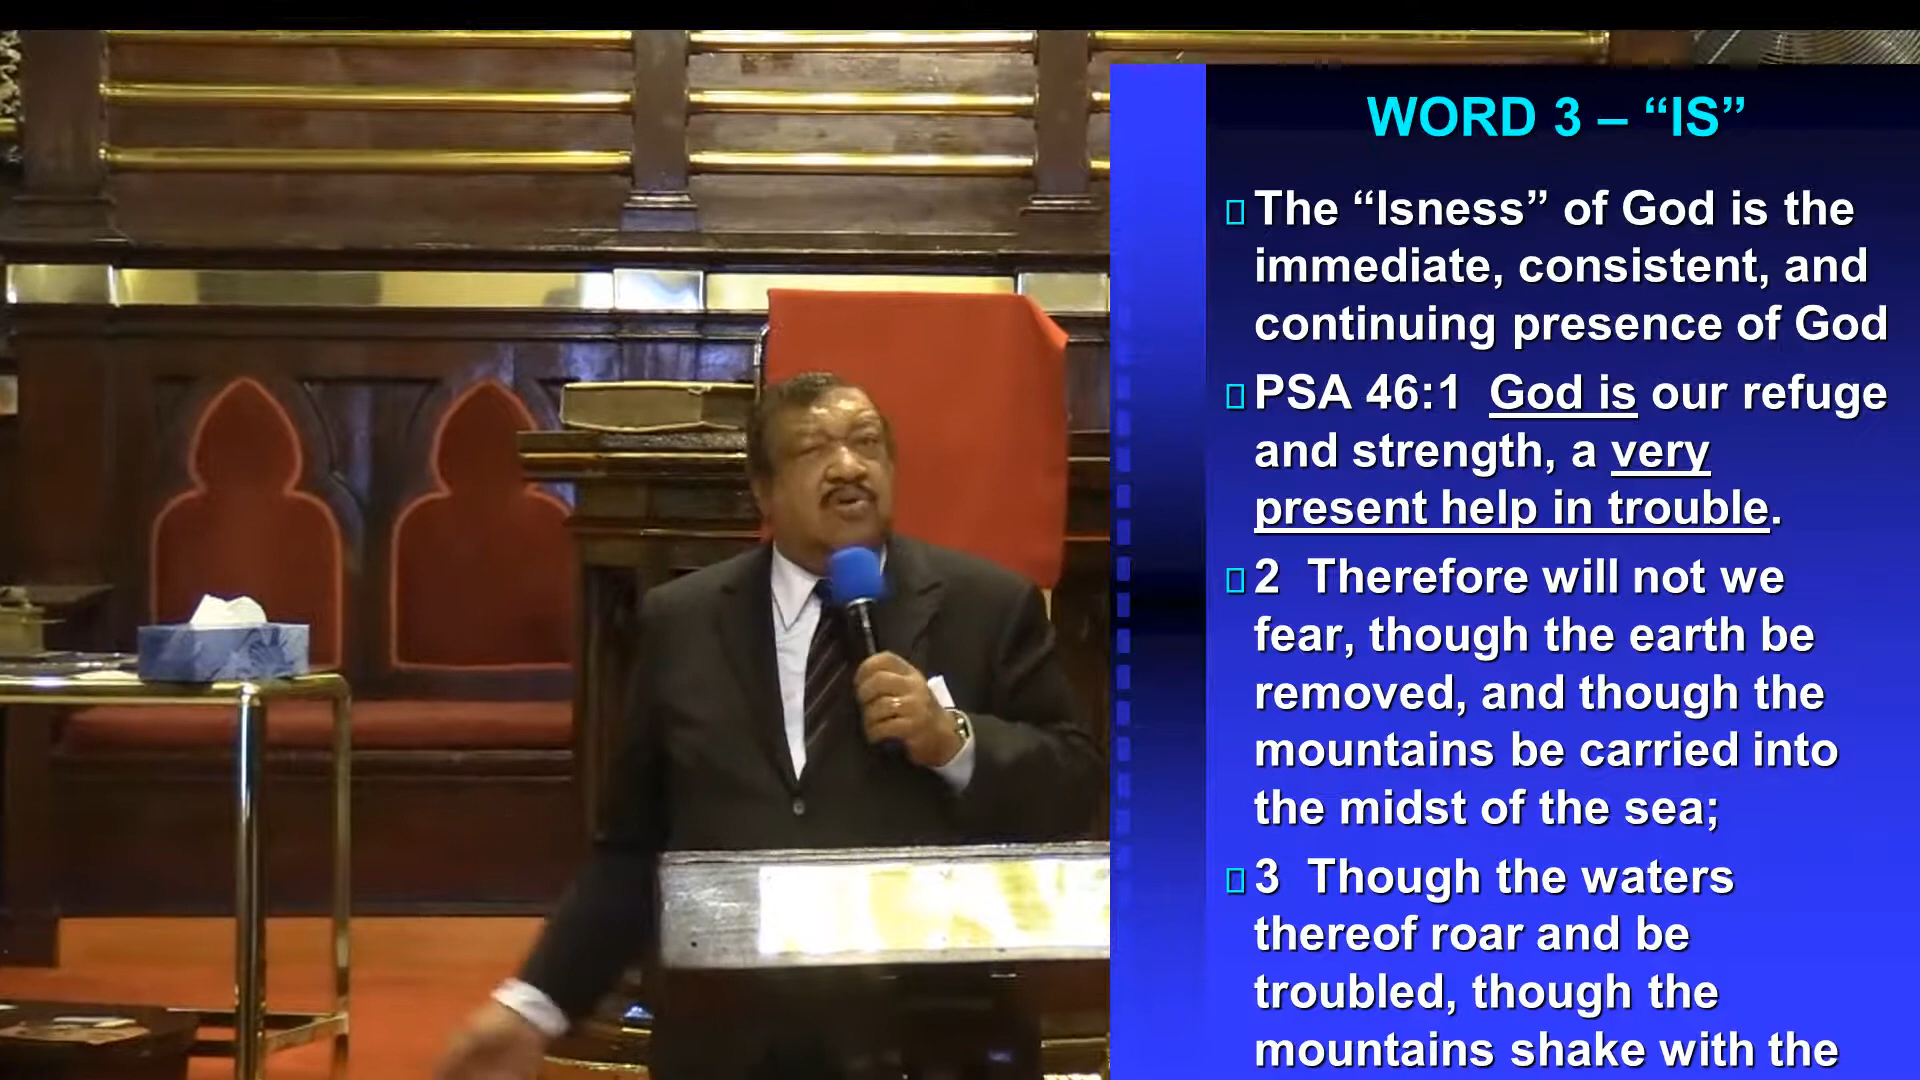 WORD 3 – “IS”
The “Isness” of God is the
immediate, consistent, and
continuing presence of God
PSA 46:1 God is our refuge
and strength, a very
present help in trouble.
2 Therefore will not we
fear, though the earth be
removed, and though the
mountains be carried into
the midst of the sea;
3 Though the waters
thereof roar and be
troubled, though the
mountains shake with the